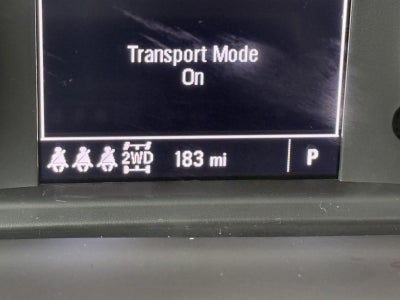 Transport Mode
On
2WD 183 mi P